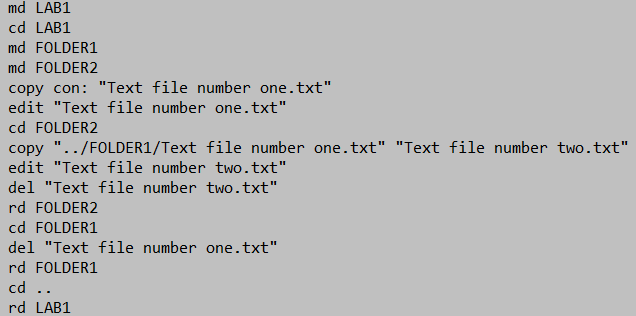 md LAB1
cd LAB1
md FOLDER1
md FOLDER2
copy con: "Text file number one.txt"
edit "Text file number one.txt"
cd FOLDER2
copy "../FOLDER1/Text file number one.txt" "Text file number two.txt"
edit "Text file number two.txt"
del "Text file number two.txt"
rd FOLDER2
cd FOLDER1
del "Text file number one.txt"
rd FOLDER1
cd ..
rd LAB1